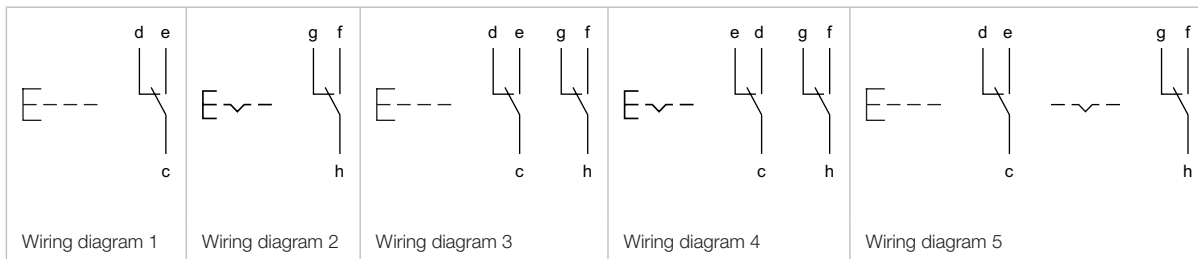 d e g f d e g f e d g f d e g f
c h c h c h c h
Wiring diagram 1 Wiring diagram 2 Wiring diagram 3 Wiring diagram 4 Wiring diagram 5